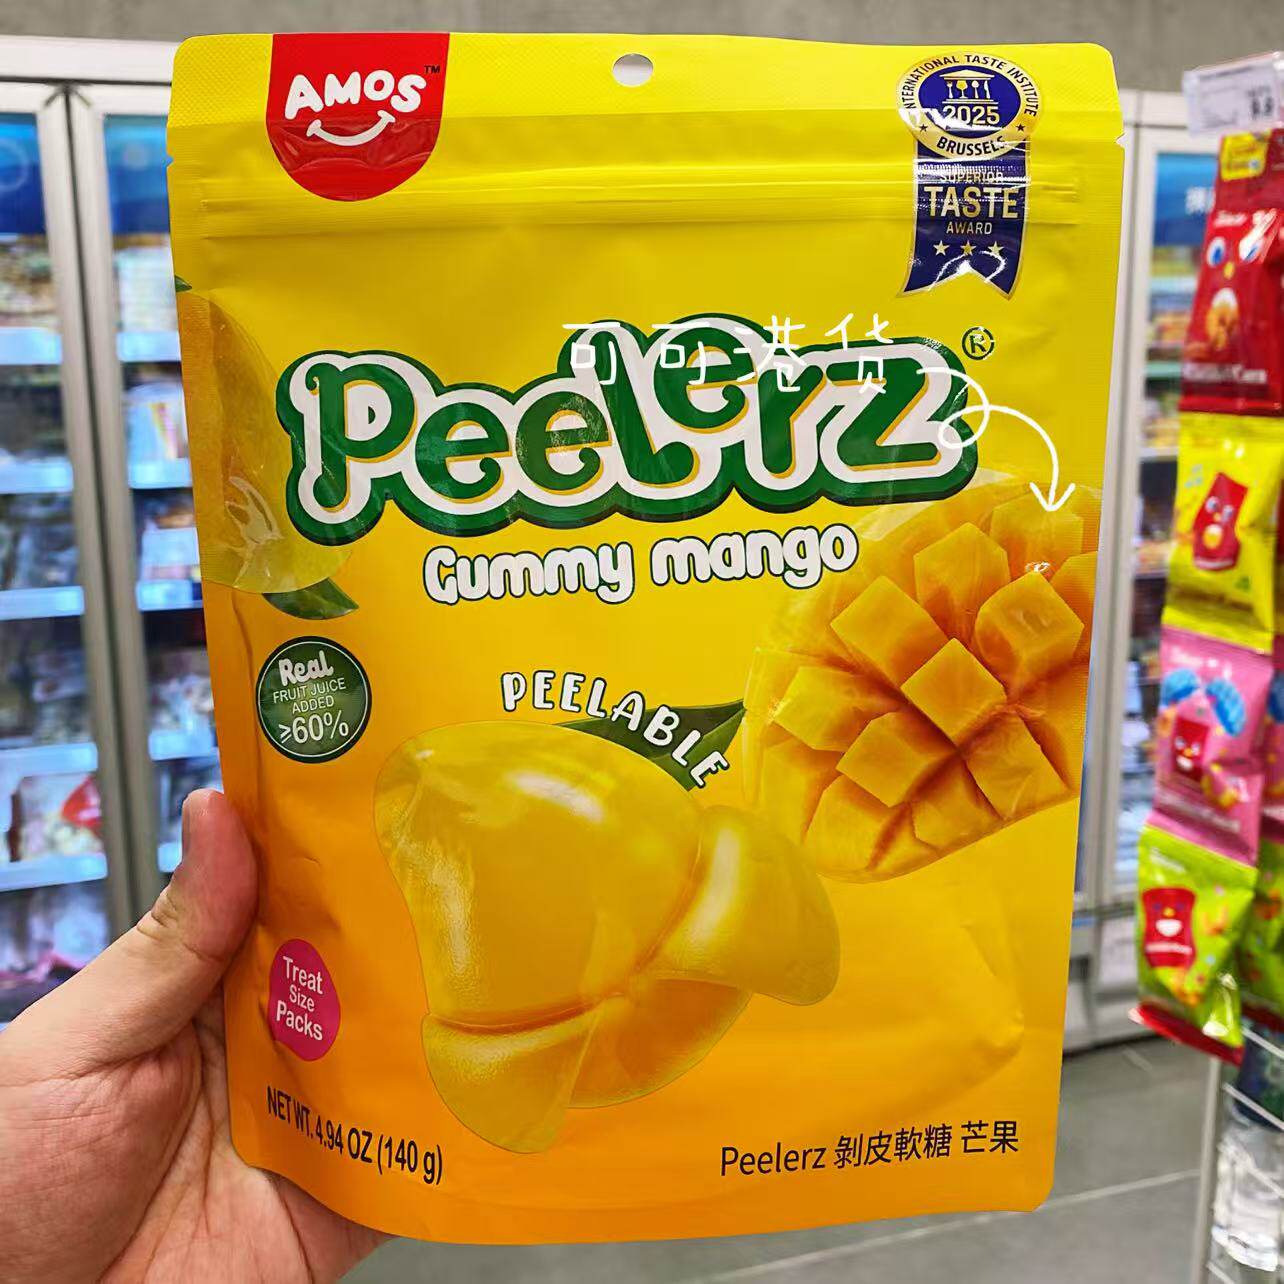 AMOS™
INTERNATIONAL TASTE INSTITUTE
2025
BRUSSELS
SUPERIOR
TASTE
AWARD
可可港货
Peelerz®
Gummy mango
Real
FRUIT JUICE
ADDED
≥60%
PEELABLE
Treat
Size
Packs
NET WT. 4.94 OZ (140 g)
Peelerz 剝皮軟糖 芒果